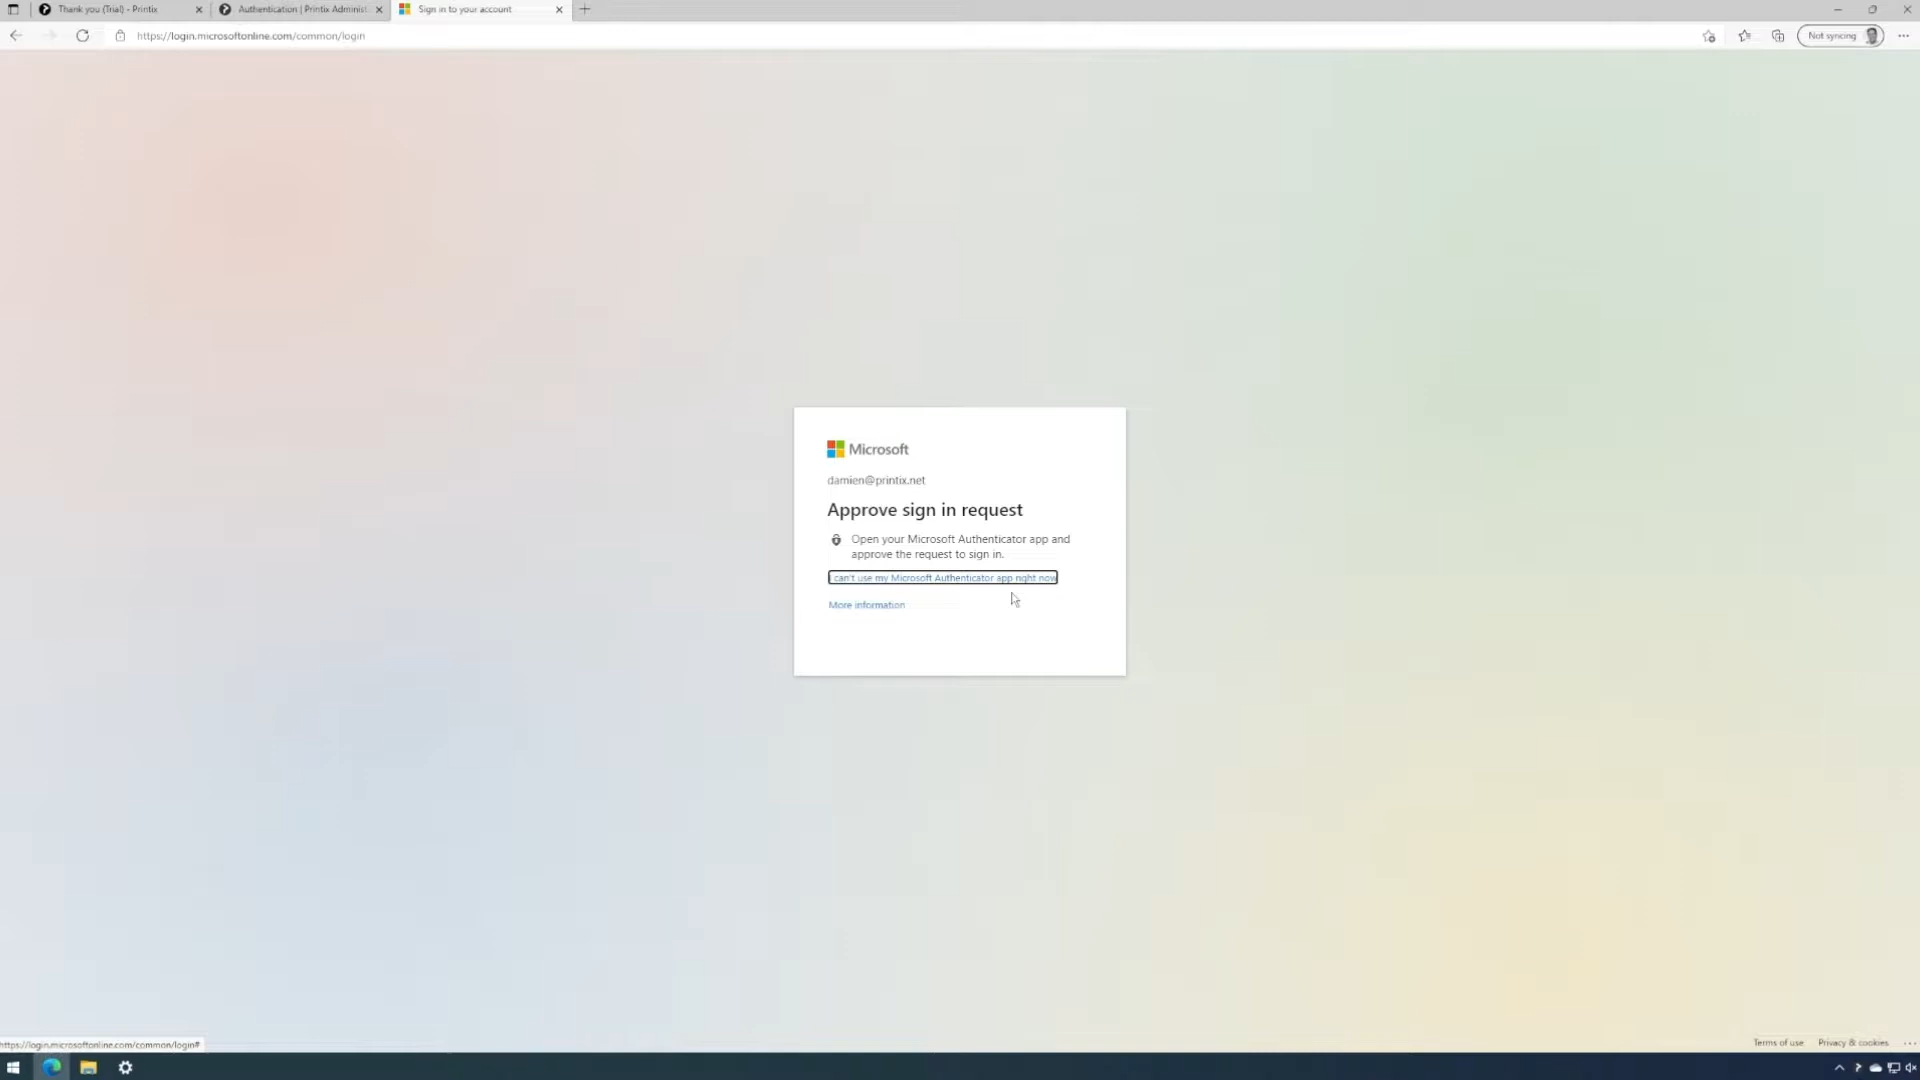 Thank you (Trial) - Printix
Authentication | Printix Administ
Sign in to your account
https://login.microsoftonline.com/common/login
Not syncing
Microsoft
damien@printix.net
Approve sign in request
Open your Microsoft Authenticator app and
approve the request to sign in.
I can't use my Microsoft Authenticator app right now
More information
https://login.microsoftonline.com/common/login#
Terms of use
Privacy & cookies